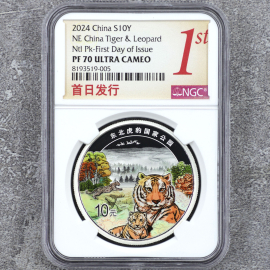 2024 China S10Y
NE China Tiger & Leopard
Ntl Pk-First Day of Issue
PF 70 ULTRA CAMEO
8193519-005
首日发行
1st
NGC
东北虎豹国家公园
10元